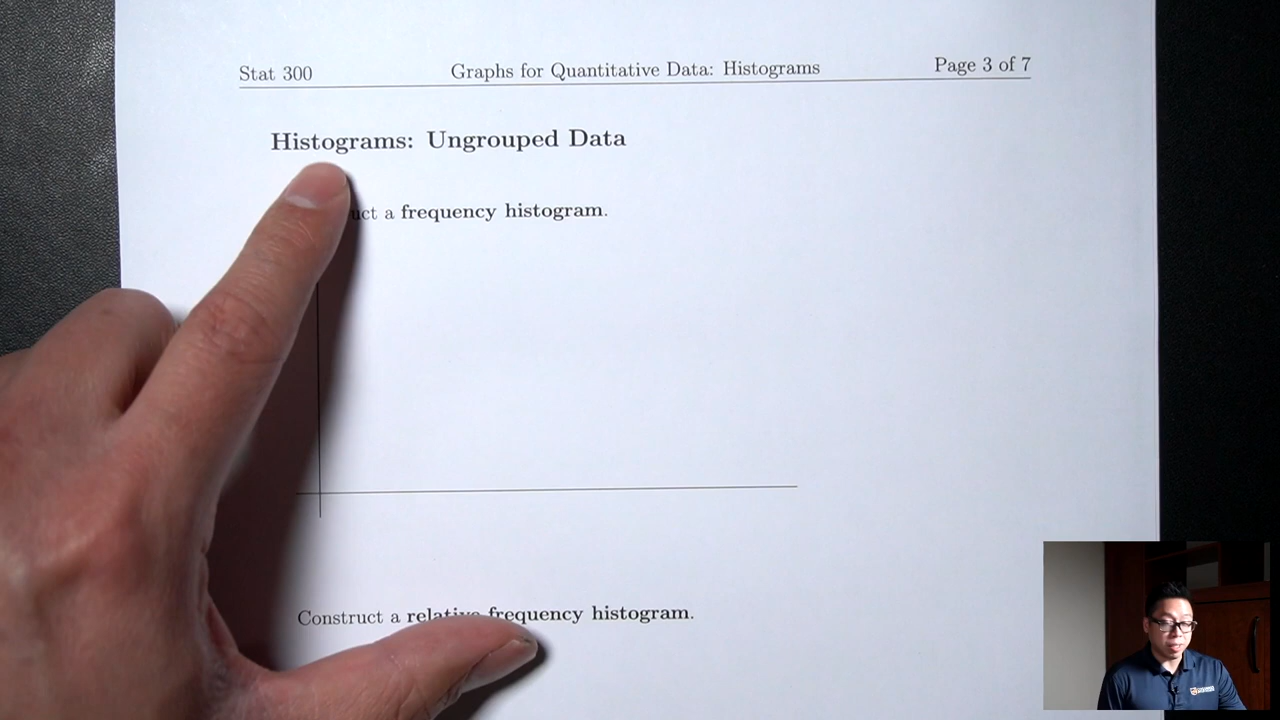 Stat 300 Graphs for Quantitative Data: Histograms Page 3 of 7
Histograms: Ungrouped Data
a frequency histogram.
Construct a relative frequency histogram.